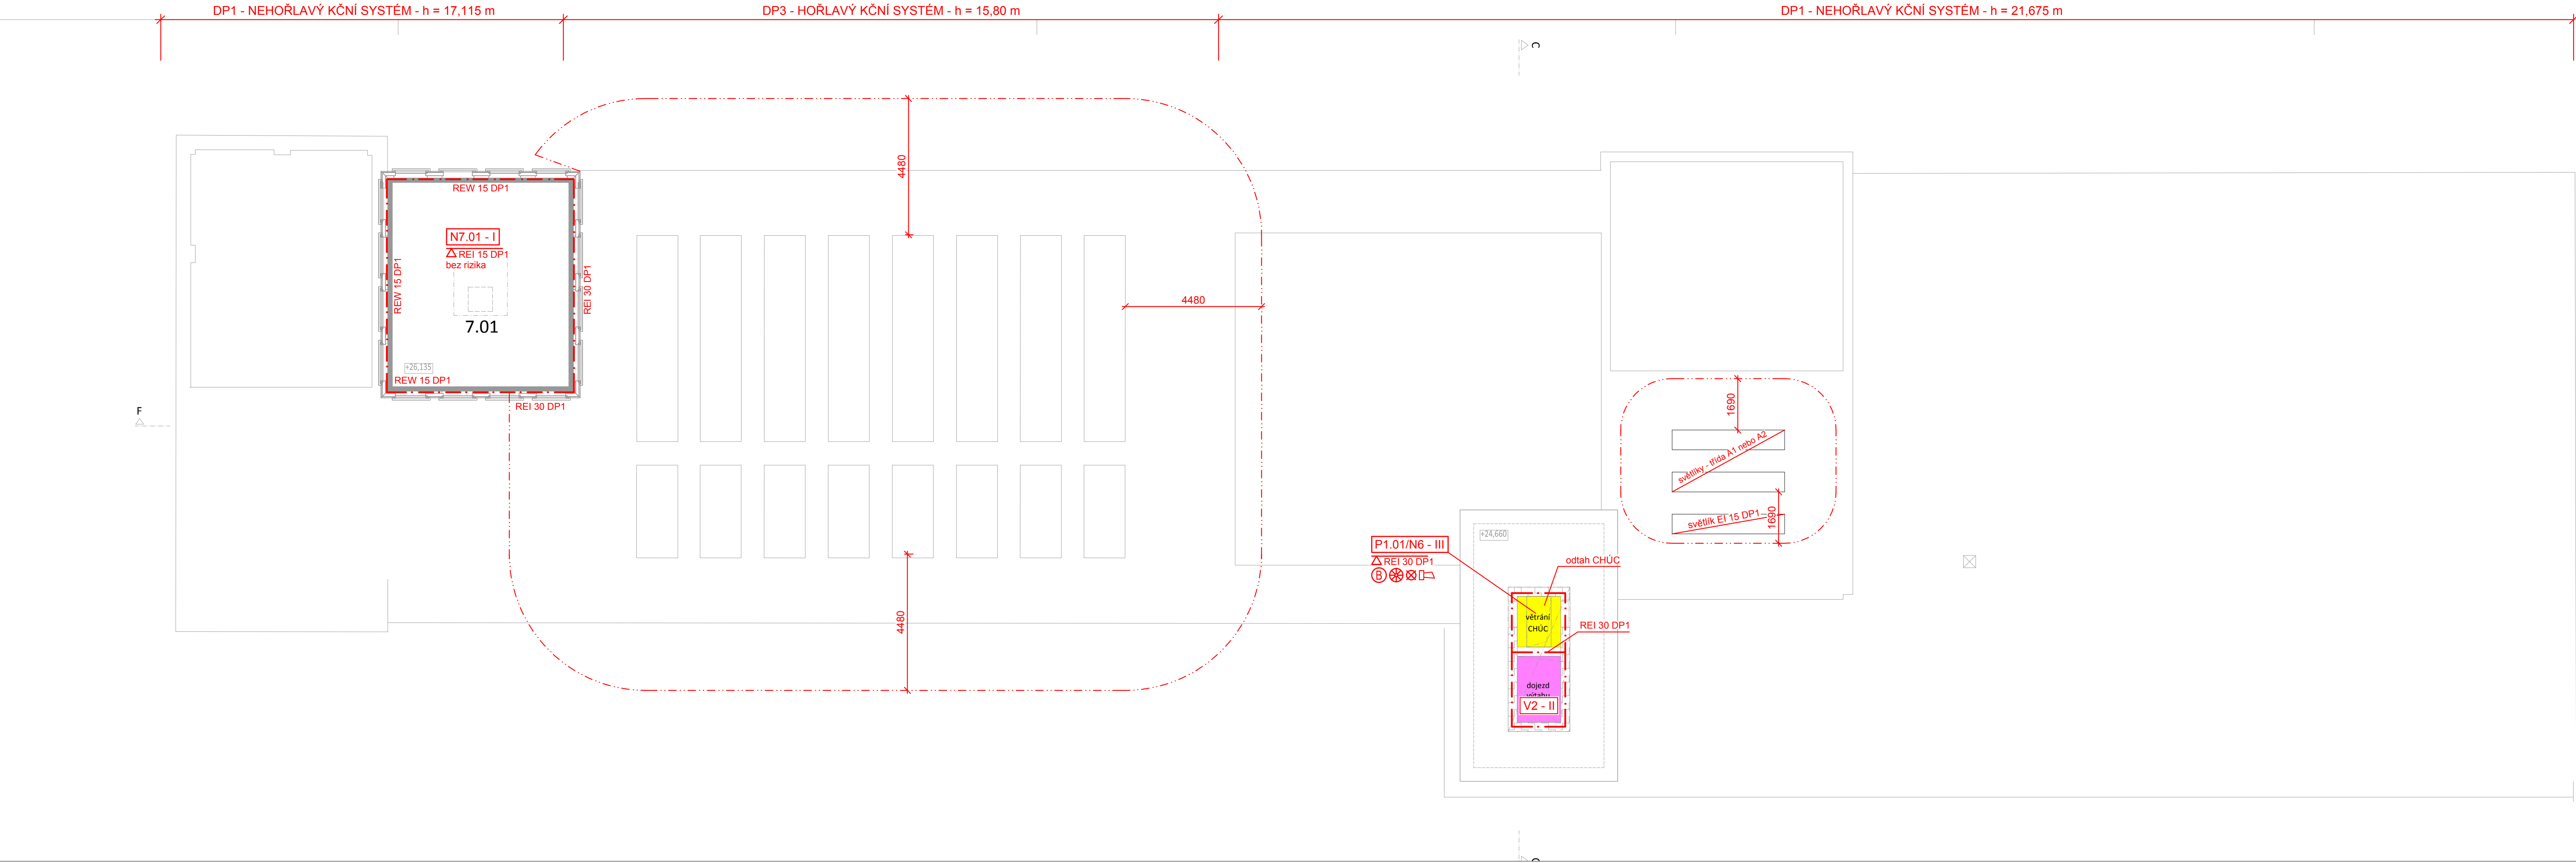 DP1 - NEHOŘLAVÝ KČNÍ SYSTÉM - h = 17,115 m
DP3 - HOŘLAVÝ KČNÍ SYSTÉM - h = 15,80 m
DP1 - NEHOŘLAVÝ KČNÍ SYSTÉM - h = 21,675 m
C
4480
REW 15 DP1
N7.01 - I
REI 15 DP1
bez rizika
REW 15 DP1
REI 30 DP1
7.01
+26,135
REW 15 DP1
REI 30 DP1
F
4480
4480
1690
světlíky - třída A1 nebo A2
světlík EI 15 DP1
1690
+24,660
P1.01/N6 - III
REI 30 DP1
B
odtah CHÚC
větrání
CHÚC
REI 30 DP1
dojezd
výtahu
V2 - II